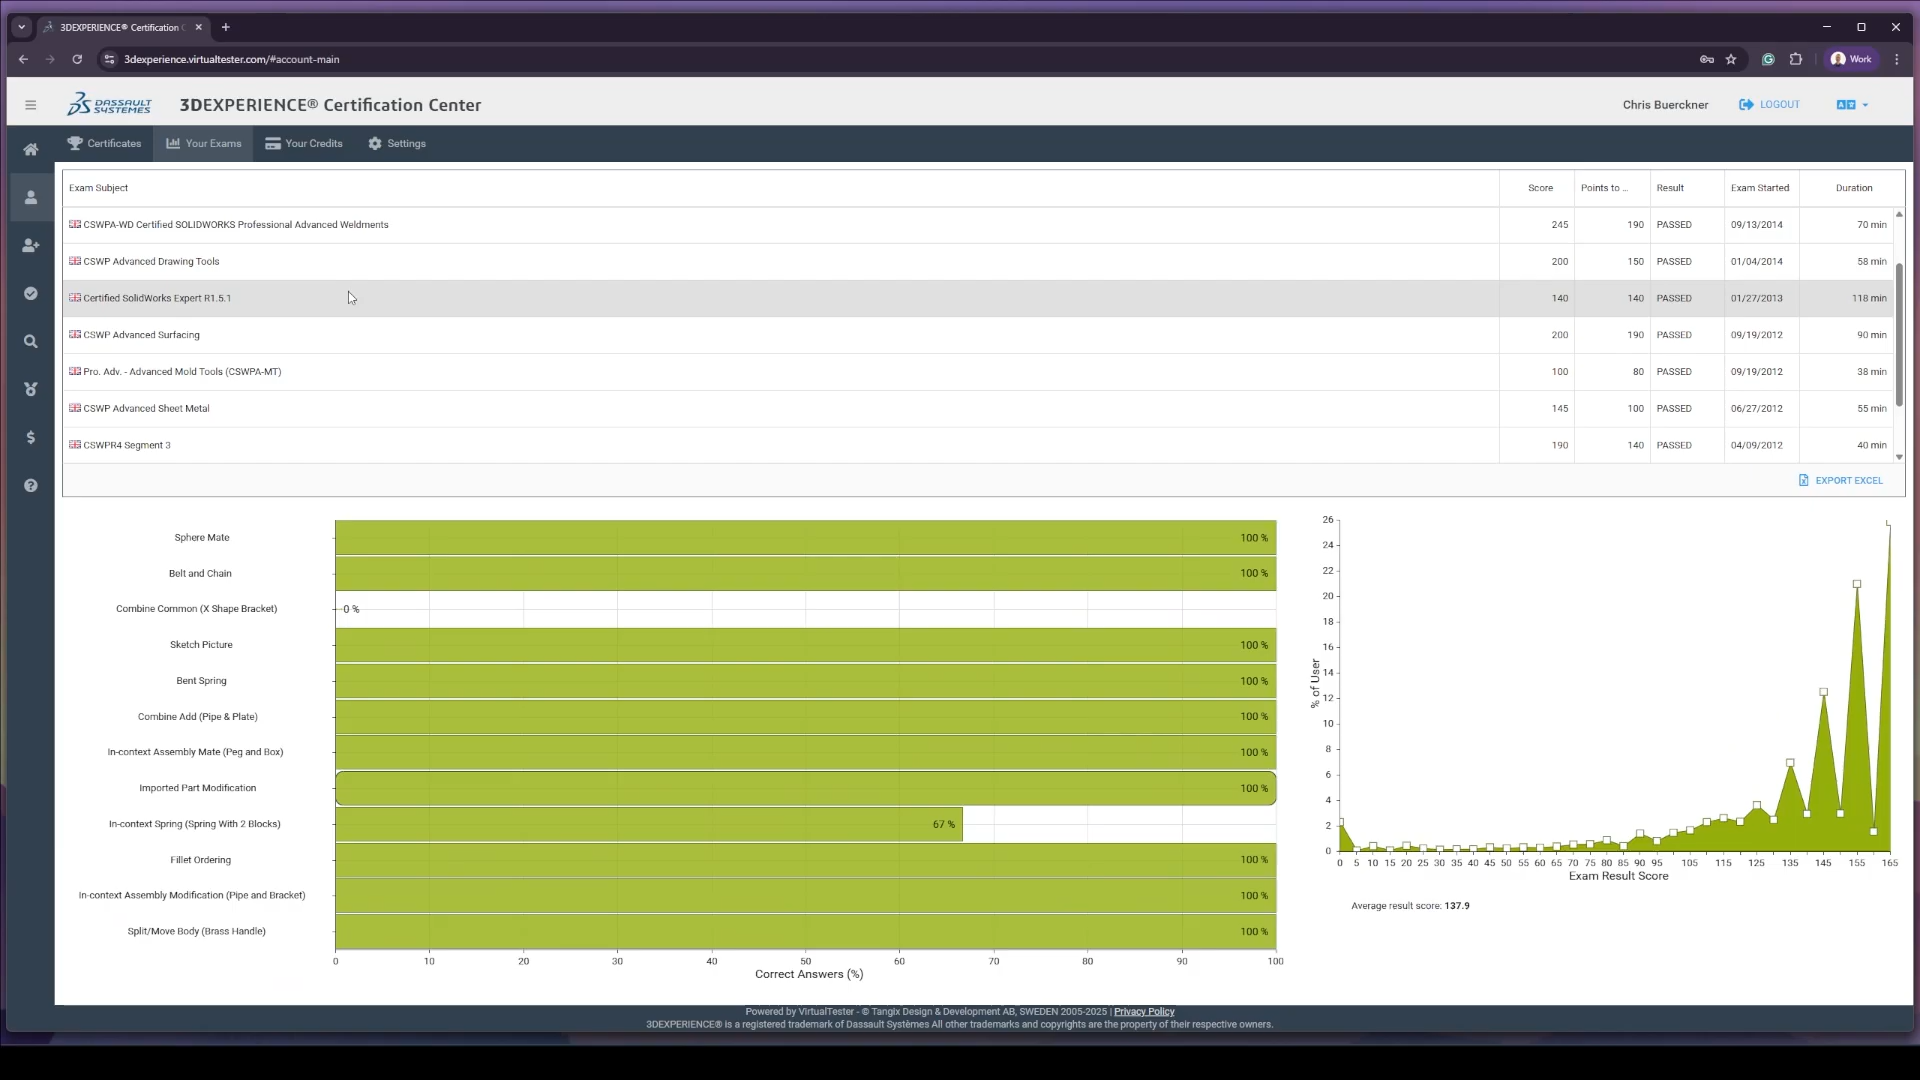 3DEXPERIENCE® Certification C
3dexperience.virtualtester.com/#account-main
Work
DASSAULT SYSTEMES
3DEXPERIENCE® Certification Center
Chris Buerckner
LOGOUT
Certificates
Your Exams
Your Credits
Settings
Exam Subject Score Points to ... Result Exam Started Duration
CSWPA-WD Certified SOLIDWORKS Professional Advanced Weldments 245 190 PASSED 09/13/2014 70 min
CSWP Advanced Drawing Tools 200 150 PASSED 01/04/2014 58 min
Certified SolidWorks Expert R1.5.1 140 140 PASSED 01/27/2013 118 min
CSWP Advanced Surfacing 200 190 PASSED 09/19/2012 90 min
Pro. Adv. - Advanced Mold Tools (CSWPA-MT) 100 80 PASSED 09/19/2012 38 min
CSWP Advanced Sheet Metal 145 100 PASSED 06/27/2012 55 min
CSWPR4 Segment 3 190 140 PASSED 04/09/2012 40 min
EXPORT EXCEL
Sphere Mate 100 %
Belt and Chain 100 %
Combine Common (X Shape Bracket) 0 %
Sketch Picture 100 %
Bent Spring 100 %
Combine Add (Pipe & Plate) 100 %
In-context Assembly Mate (Peg and Box) 100 %
Imported Part Modification 100 %
In-context Spring (Spring With 2 Blocks) 67 %
Fillet Ordering 100 %
In-context Assembly Modification (Pipe and Bracket) 100 %
Split/Move Body (Brass Handle) 100 %
0 10 20 30 40 50 60 70 80 90 100
Correct Answers (%)
26
24
22
20
18
16
14
12
10
8
6
4
2
0
% of User
0 5 10 15 20 25 30 35 40 45 50 55 60 65 70 75 80 85 90 95 105 115 125 135 145 155 165
Exam Result Score
Average result score: 137.9
Powered by VirtualTester - © Tangix Design & Development AB, SWEDEN 2005-2025 | Privacy Policy
3DEXPERIENCE® is a registered trademark of Dassault Systèmes All other trademarks and copyrights are the property of their respective owners.